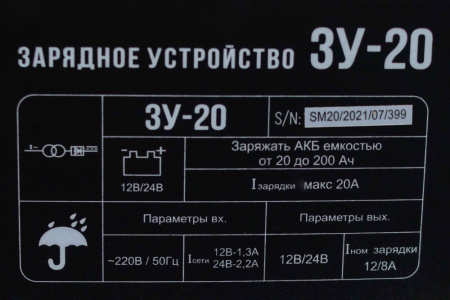 ЗАРЯДНОЕ УСТРОЙСТВО ЗУ-20
ЗУ-20
S/N: SM20/2021/07/399
12В/24В
Заряжать АКБ емкостью
от 20 до 200 Ач
Iзарядки макс 20А
Параметры вх.
Параметры вых.
~220В / 50Гц
Iсети 12В-1,3А
24В-2,2А
12В/24В
Iном зарядки
12/8А